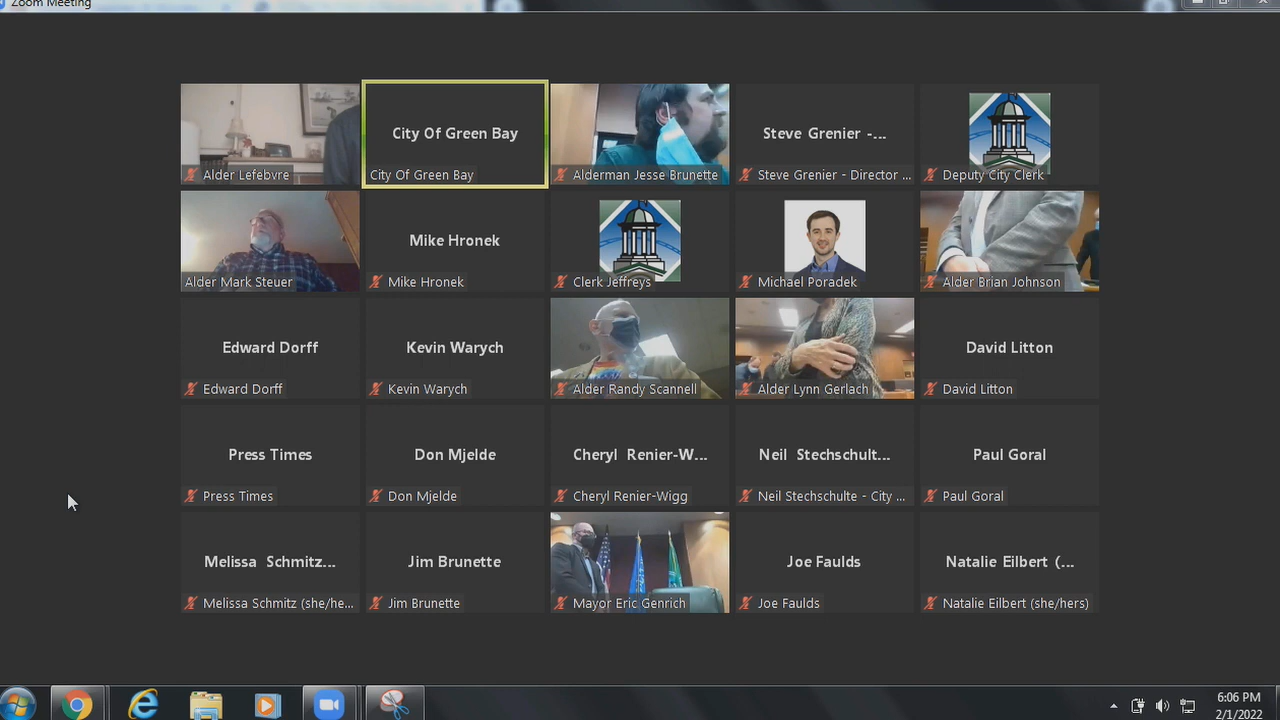 Zoom Meeting
Alder Lefebvre
City Of Green Bay
City Of Green Bay
Alderman Jesse Brunette
Steve Grenier -...
Steve Grenier - Director ...
Deputy City Clerk
Alder Mark Steuer
Mike Hronek
Mike Hronek
Clerk Jeffreys
Michael Poradek
Alder Brian Johnson
Edward Dorff
Edward Dorff
Kevin Warych
Kevin Warych
Alder Randy Scannell
Alder Lynn Gerlach
David Litton
David Litton
Press Times
Press Times
Don Mjelde
Don Mjelde
Cheryl Renier-W...
Cheryl Renier-Wigg
Neil Stechschult...
Neil Stechschulte - City ...
Paul Goral
Paul Goral
Melissa Schmitz...
Melissa Schmitz (she/he...
Jim Brunette
Jim Brunette
Mayor Eric Genrich
Joe Faulds
Joe Faulds
Natalie Eilbert (...
Natalie Eilbert (she/hers)
6:06 PM
2/1/2022